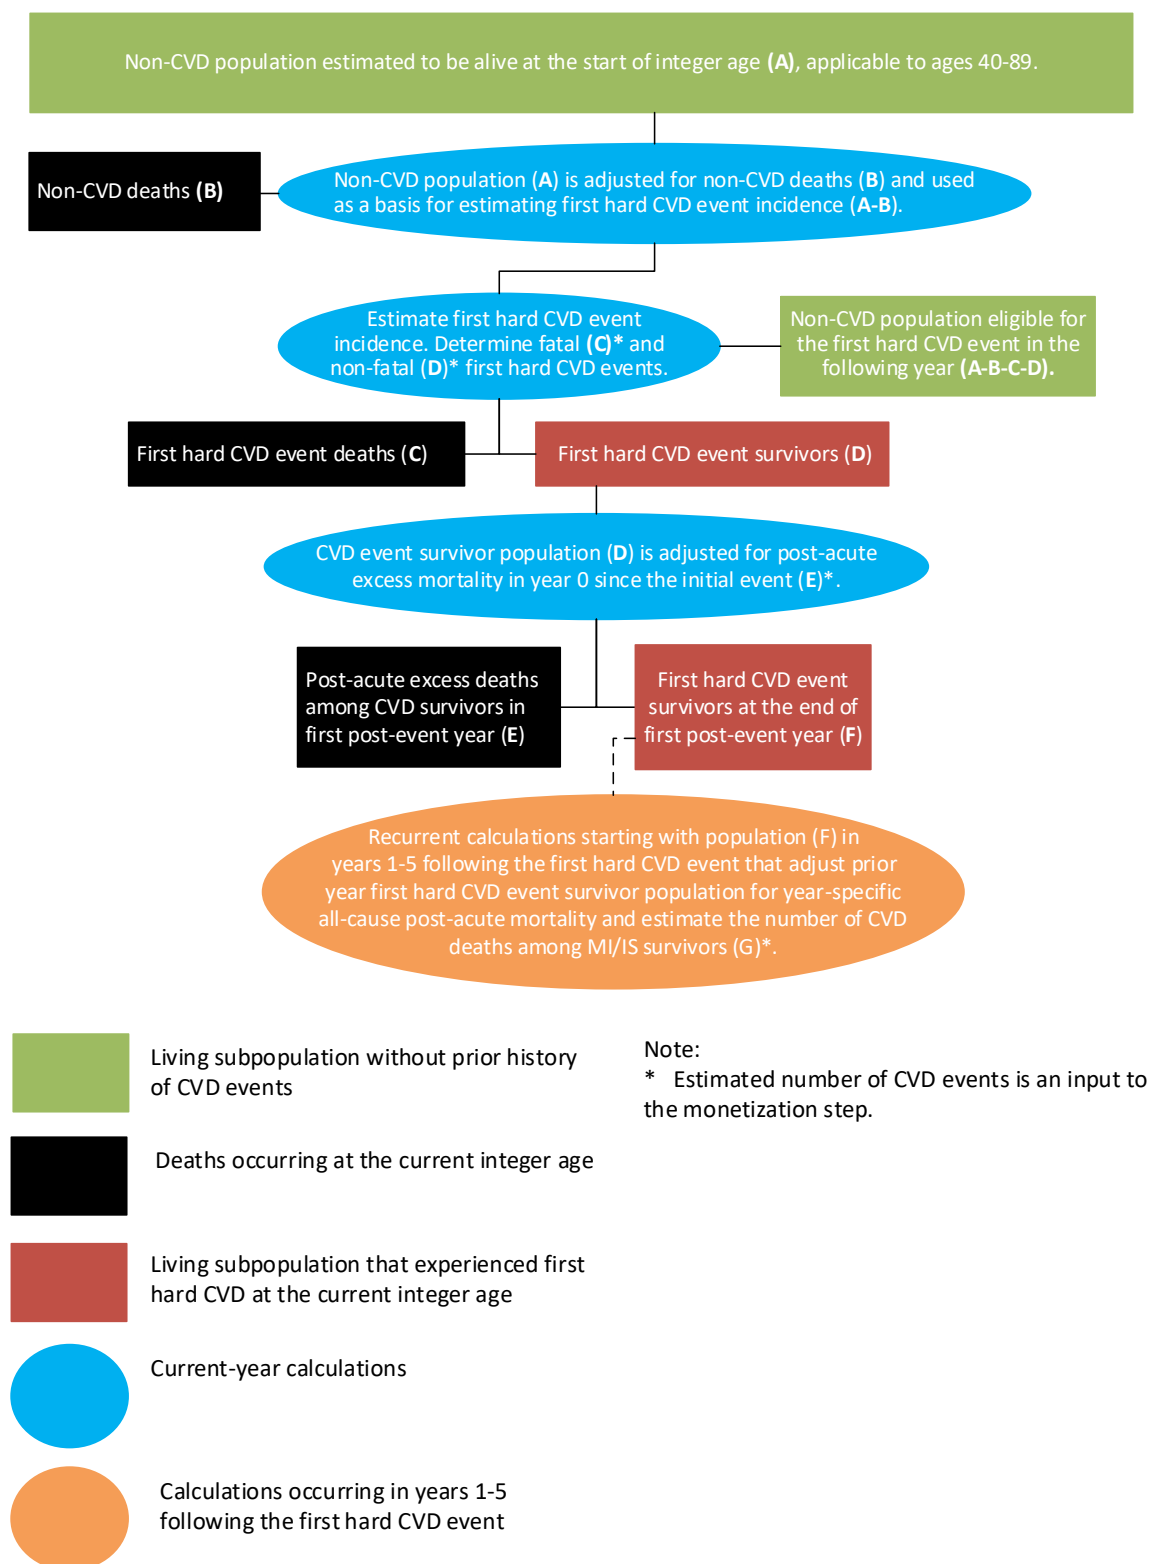 Non-CVD population estimated to be alive at the start of integer age (A), applicable to ages 40-89.
Non-CVD deaths (B)
Non-CVD population (A) is adjusted for non-CVD deaths (B) and used
as a basis for estimating first hard CVD event incidence (A-B).
Estimate first hard CVD event
incidence. Determine fatal (C)* and
non-fatal (D)* first hard CVD events.
Non-CVD population eligible for
the first hard CVD event in the
following year (A-B-C-D).
First hard CVD event deaths (C)
First hard CVD event survivors (D)
CVD event survivor population (D) is adjusted for post-acute
excess mortality in year 0 since the initial event (E)*.
Post-acute excess deaths
among CVD survivors in
first post-event year (E)
First hard CVD event
survivors at the end of
first post-event year (F)
Recurrent calculations starting with population (F) in
years 1-5 following the first hard CVD event that adjust prior
year first hard CVD event survivor population for year-specific
all-cause post-acute mortality and estimate the number of CVD
deaths among MI/IS survivors (G)*.
Living subpopulation without prior history
of CVD events
Note:
* Estimated number of CVD events is an input to
the monetization step.
Deaths occurring at the current integer age
Living subpopulation that experienced first
hard CVD at the current integer age
Current-year calculations
Calculations occurring in years 1-5
following the first hard CVD event